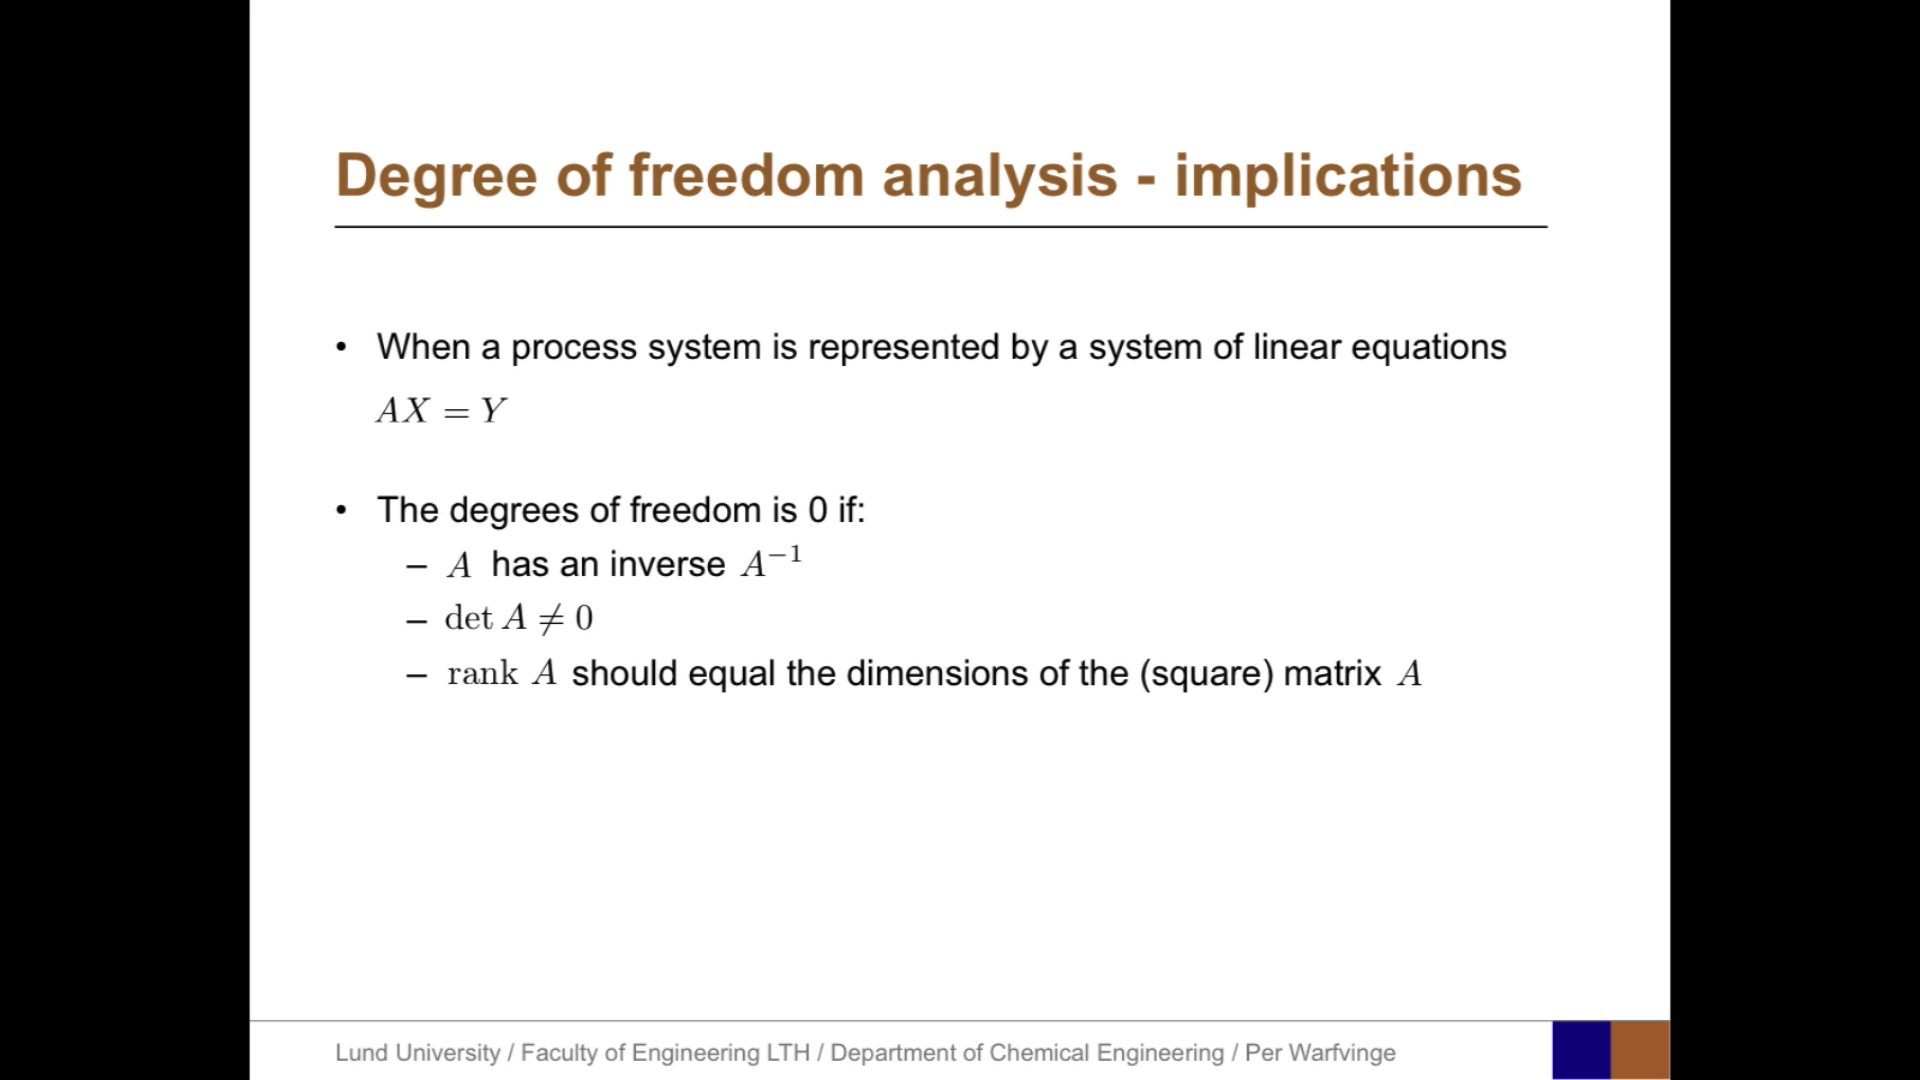 Degree of freedom analysis - implications
• When a process system is represented by a system of linear equations
AX = Y
• The degrees of freedom is 0 if:
– A has an inverse A⁻¹
– det A ≠ 0
– rank A should equal the dimensions of the (square) matrix A
Lund University / Faculty of Engineering LTH / Department of Chemical Engineering / Per Warfvinge